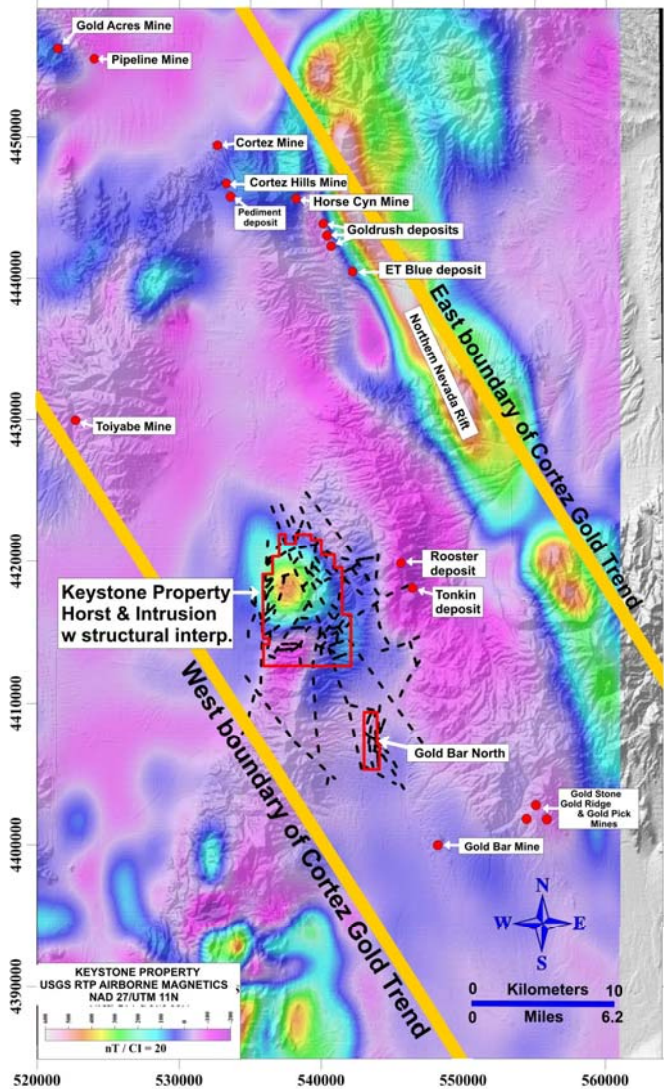 Gold Acres Mine
Pipeline Mine
4450000
Cortez Mine
Cortez Hills Mine
Pediment
deposit
Horse Cyn Mine
Goldrush deposits
ET Blue deposit
4440000
East boundary of Cortez Gold Trend
Northern Nevada Rift
4430000
Toiyabe Mine
4420000
Rooster
deposit
Tonkin
deposit
Keystone Property
Horst & Intrusion
w structural interp.
4410000
West boundary of Cortez Gold Trend
Gold Bar North
Gold Stone
Gold Ridge
& Gold Pick
Mines
Gold Bar Mine
4400000
N
W E
S
KEYSTONE PROPERTY
USGS RTP AIRBORNE MAGNETICS
NAD 27/UTM 11N
nT / CI = 20
0 Kilometers 10
0 Miles 6.2
4390000
520000 530000 540000 550000 560000